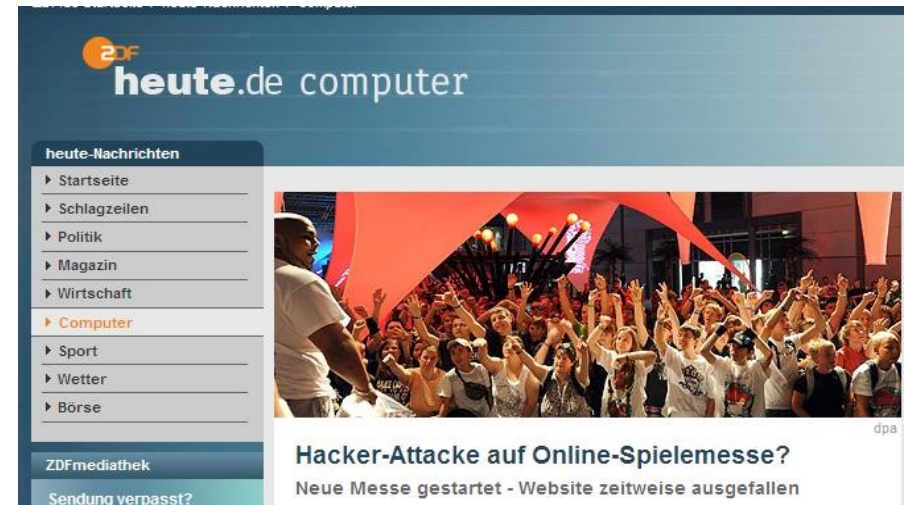 ZDF
heute.de computer
heute-Nachrichten
Startseite
Schlagzeilen
Politik
Magazin
Wirtschaft
Computer
Sport
Wetter
Börse
ZDFmediathek
Sendung verpasst?
dpa
Hacker-Attacke auf Online-Spielemesse?
Neue Messe gestartet - Website zeitweise ausgefallen